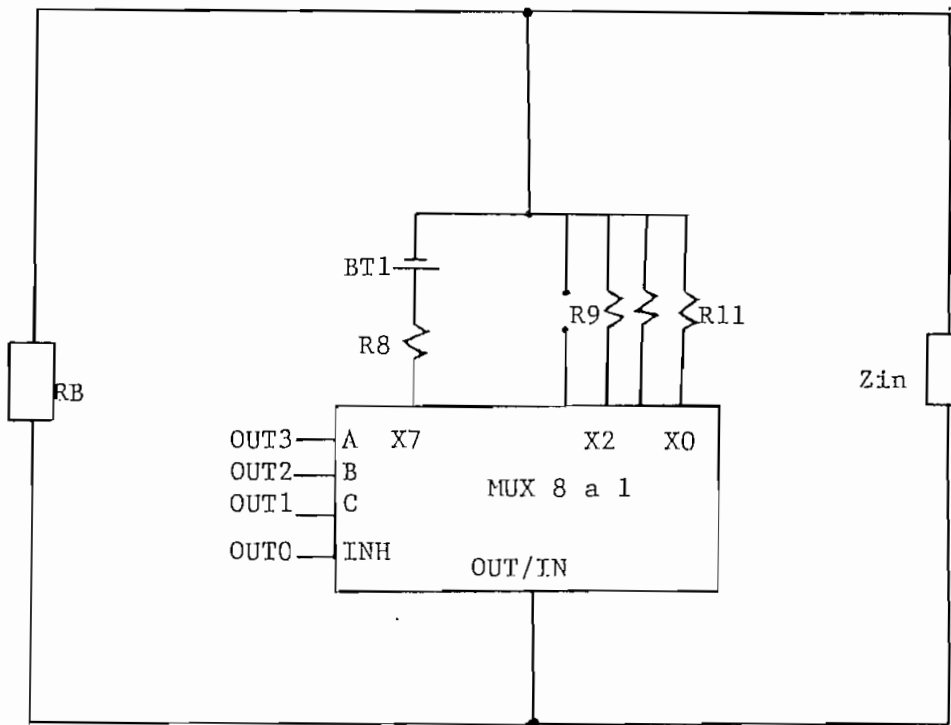 BT1
R8
R9
R11
RB
Zin
OUT3
A
X7
X2
X0
OUT2
B
MUX 8 a 1
OUT1
C
OUT0
INH
OUT/IN